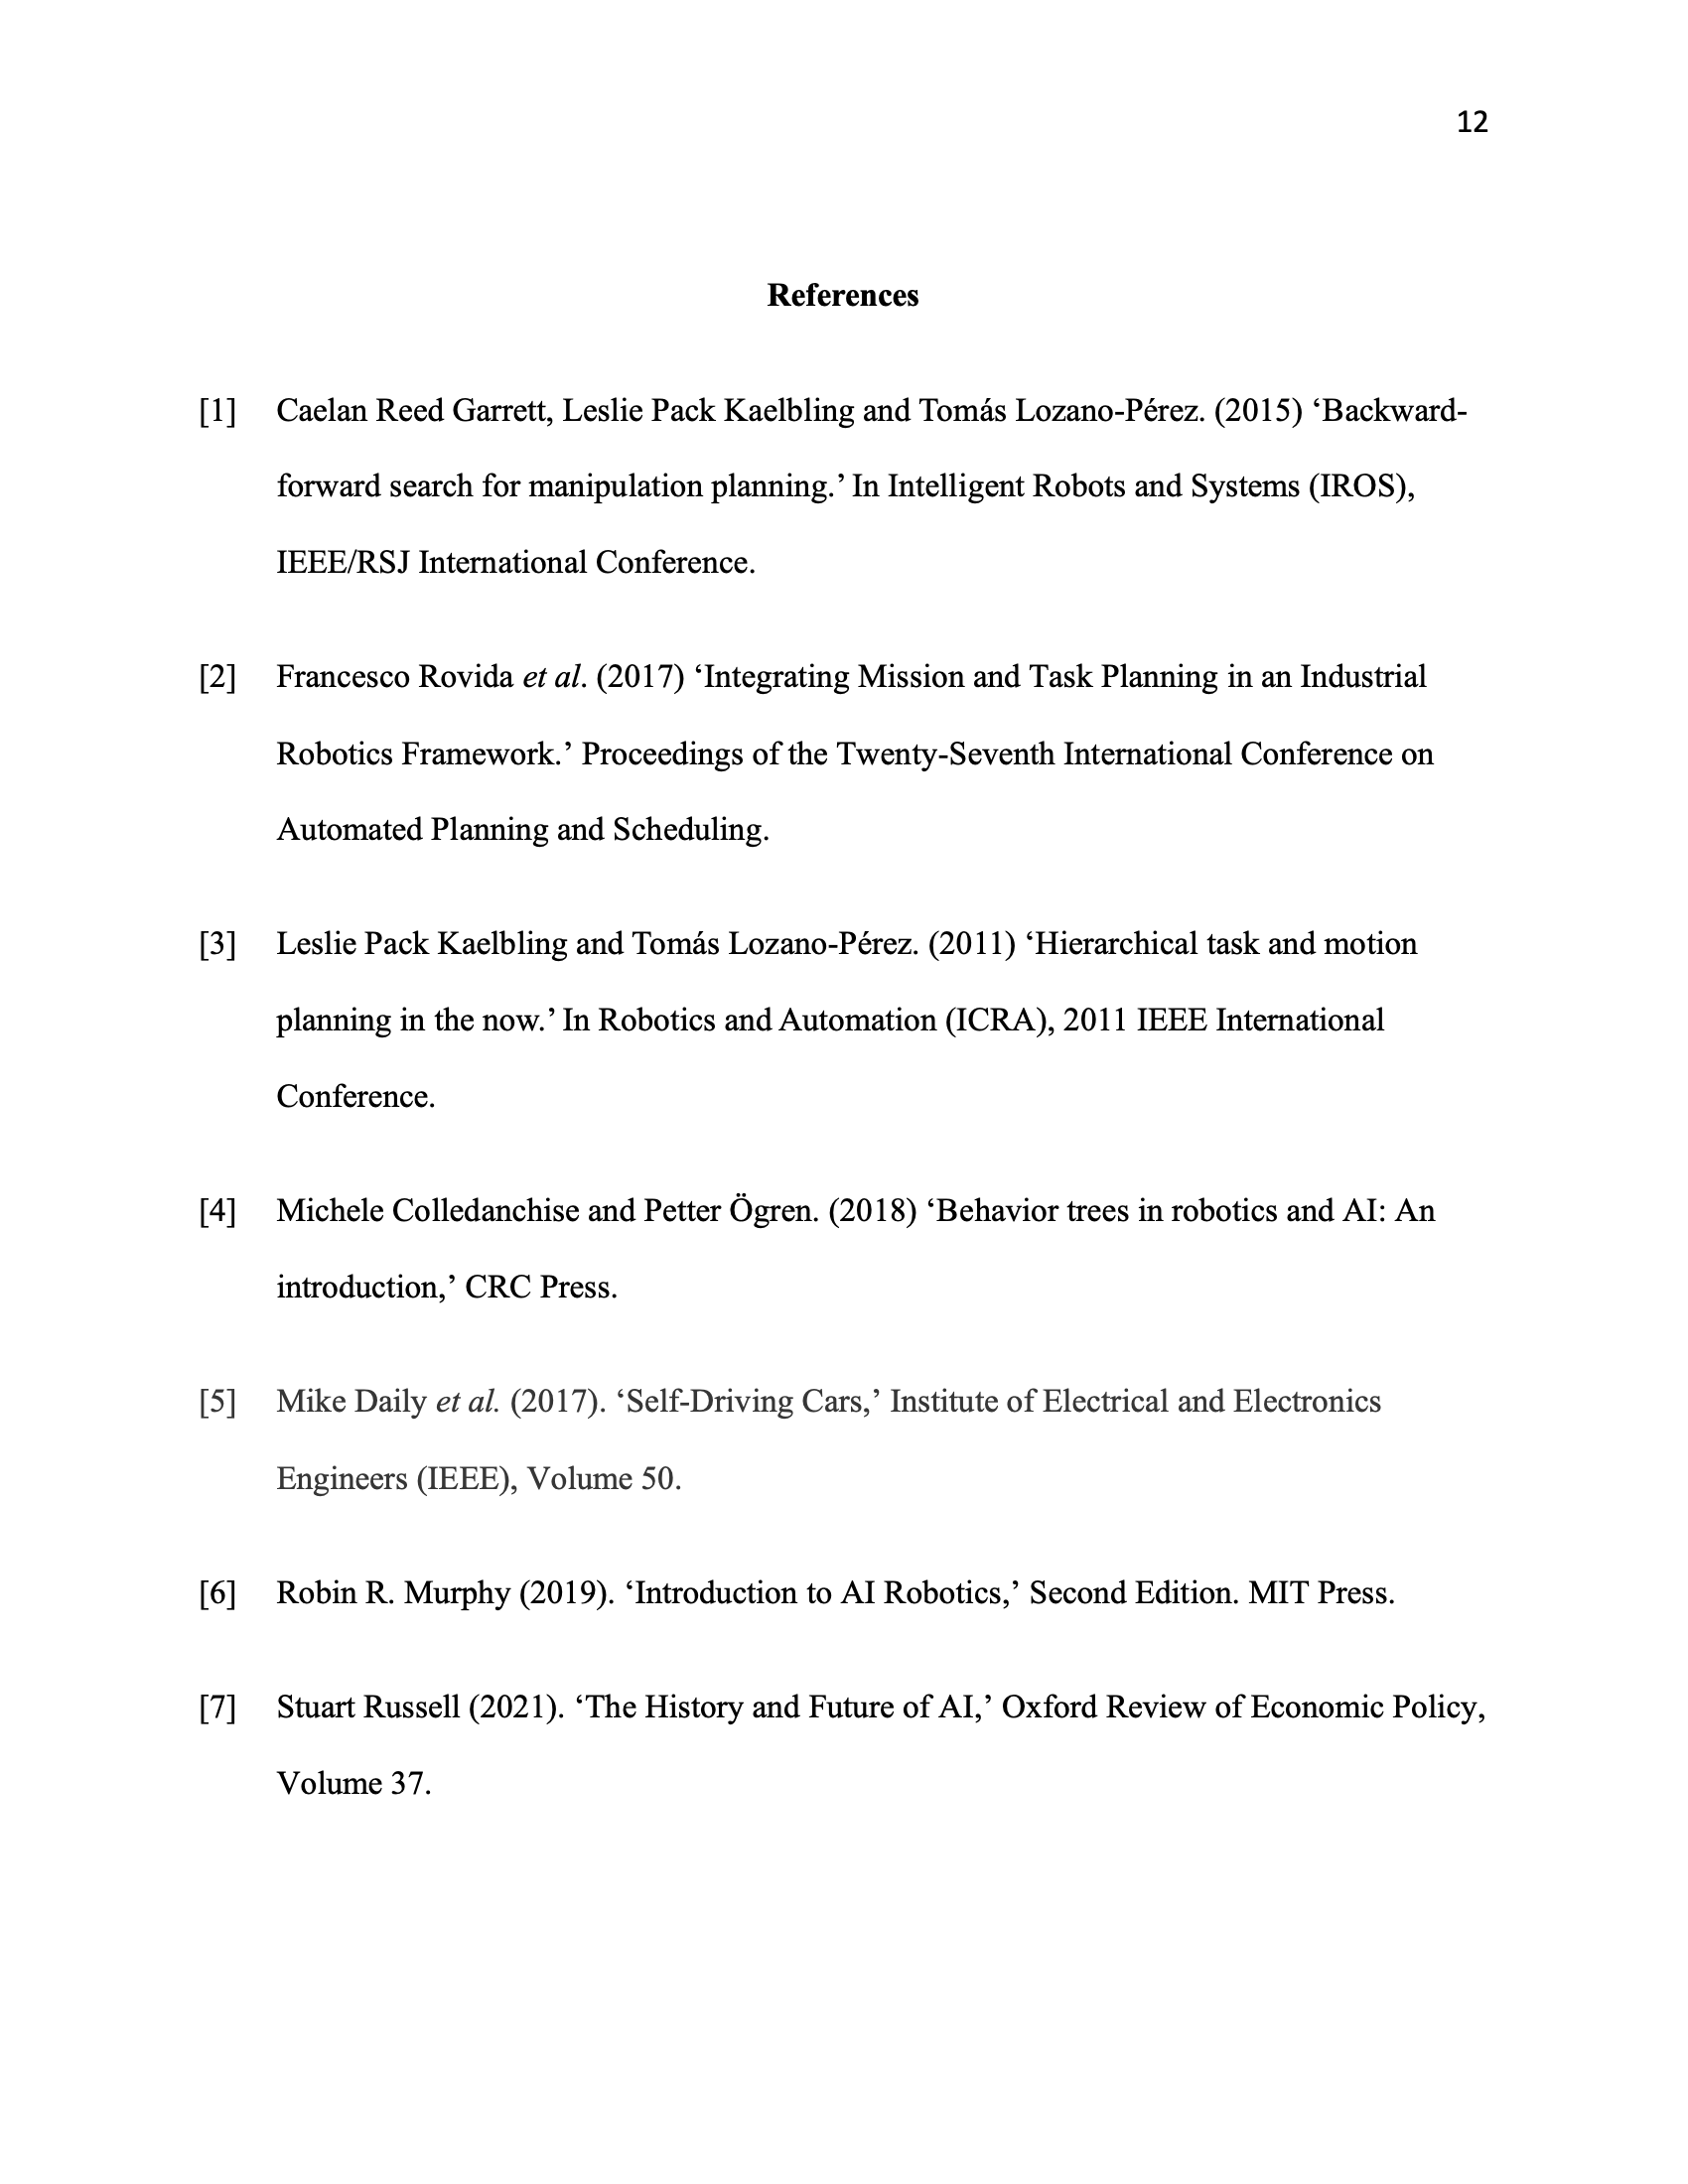 12
References
[1] Caelan Reed Garrett, Leslie Pack Kaelbling and Tomás Lozano-Pérez. (2015) ‘Backward-
forward search for manipulation planning.’ In Intelligent Robots and Systems (IROS),
IEEE/RSJ International Conference.
[2] Francesco Rovida et al. (2017) ‘Integrating Mission and Task Planning in an Industrial
Robotics Framework.’ Proceedings of the Twenty-Seventh International Conference on
Automated Planning and Scheduling.
[3] Leslie Pack Kaelbling and Tomás Lozano-Pérez. (2011) ‘Hierarchical task and motion
planning in the now.’ In Robotics and Automation (ICRA), 2011 IEEE International
Conference.
[4] Michele Colledanchise and Petter Ögren. (2018) ‘Behavior trees in robotics and AI: An
introduction,’ CRC Press.
[5] Mike Daily et al. (2017). ‘Self-Driving Cars,’ Institute of Electrical and Electronics
Engineers (IEEE), Volume 50.
[6] Robin R. Murphy (2019). ‘Introduction to AI Robotics,’ Second Edition. MIT Press.
[7] Stuart Russell (2021). ‘The History and Future of AI,’ Oxford Review of Economic Policy,
Volume 37.